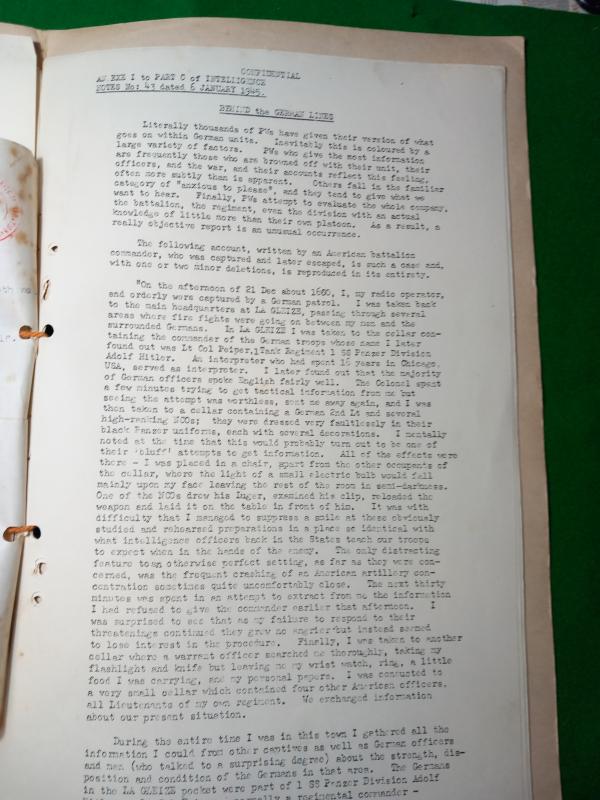 CONFIDENTIAL
ANNEXE I to PART C of INTELLIGENCE
NOTES No: 43 dated 6 JANUARY 1945.
BEHIND the GERMAN LINES
Literally thousands of PWs have given their version of what
goes on within German units. Inevitably this is coloured by a
large variety of factors. PWs who give the most information
are frequently those who are browned off with their unit, their
officers, and the war, and their accounts reflect this feeling,
often more subtly than is apparent. Others fall in the familiar
category of "anxious to please", and they tend to give what we
want to hear. Finally, PWs attempt to evaluate the whole company,
the battalion, the regiment, even the division with an actual
knowledge of little more than their own platoon. As a result, a
really objective report is an unusual occurrence.
The following account, written by an American battalion
commander, who was captured and later escaped, is such a case and,
with one or two minor deletions, is reproduced in its entirety.
"On the afternoon of 21 Dec about 1600, I, my radio operator,
and orderly were captured by a German patrol. I was taken back
to the main headquarters at LA GLEIZE, passing through several
areas where fire fights were going on between my men and the
surrounded Germans. In LA GLEIZE I was taken to the cellar con-
taining the commander of the German troops whose name I later
found out was Lt Col Peiper, 1 Tank Regiment 1 SS Panzer Division
Adolf Hitler. An interpreter who had spent 16 years in Chicago,
USA, served as interpreter. I later found out that the majority
of German officers spoke English fairly well. The Colonel spent
a few minutes trying to get tactical information from me but
seeing the attempt was worthless, sent me away again, and I was
then taken to a cellar containing a German 2nd Lt and several
high-ranking NCOs; they were dressed very faultlessly in their
black Panzer uniforms, each with several decorations. I mentally
noted at the time that this would probably turn out to be one of
their 'bluff' attempts to get information. All of the effects were
there - I was placed in a chair, apart from the other occupants of
the cellar, where the light of a small electric bulb would fall
mainly upon my face leaving the rest of the room in semi-darkness.
One of the NCOs drew his luger, examined his clip, reloaded the
weapon and laid it on the table in front of him. It was with
difficulty that I managed to suppress a smile at these obviously
studied and rehearsed preparations in a place so identical with
what intelligence officers back in the States teach our troops
to expect when in the hands of the enemy. The only distracting
feature to an otherwise perfect setting, as far as they were con-
cerned, was the frequent crashing of an American artillery con-
centration sometimes quite uncomfortably close. The next thirty
minutes was spent in an attempt to extract from me the information
I had refused to give the commander earlier that afternoon. I
was surprised to see that as my failure to respond to their
threatenings continued they grew no angrier but instead seemed
to lose interest in the procedure. Finally, I was taken to another
cellar where a warrant officer searched me thoroughly, taking my
flashlight and knife but leaving me my wrist watch, ring, a little
food I was carrying, and my personal papers. I was conducted to
a very small cellar which contained four other American officers,
all Lieutenants of my own regiment. We exchanged information
about our present situation.
During the entire time I was in this town I gathered all the
information I could from other captives as well as German officers
and men (who talked to a surprising degree) about the strength, dis-
position and condition of the Germans in that area. The Germans
in the LA GLEIZE pocket were part of 1 SS Panzer Division Adolf
normally a regimental commander -